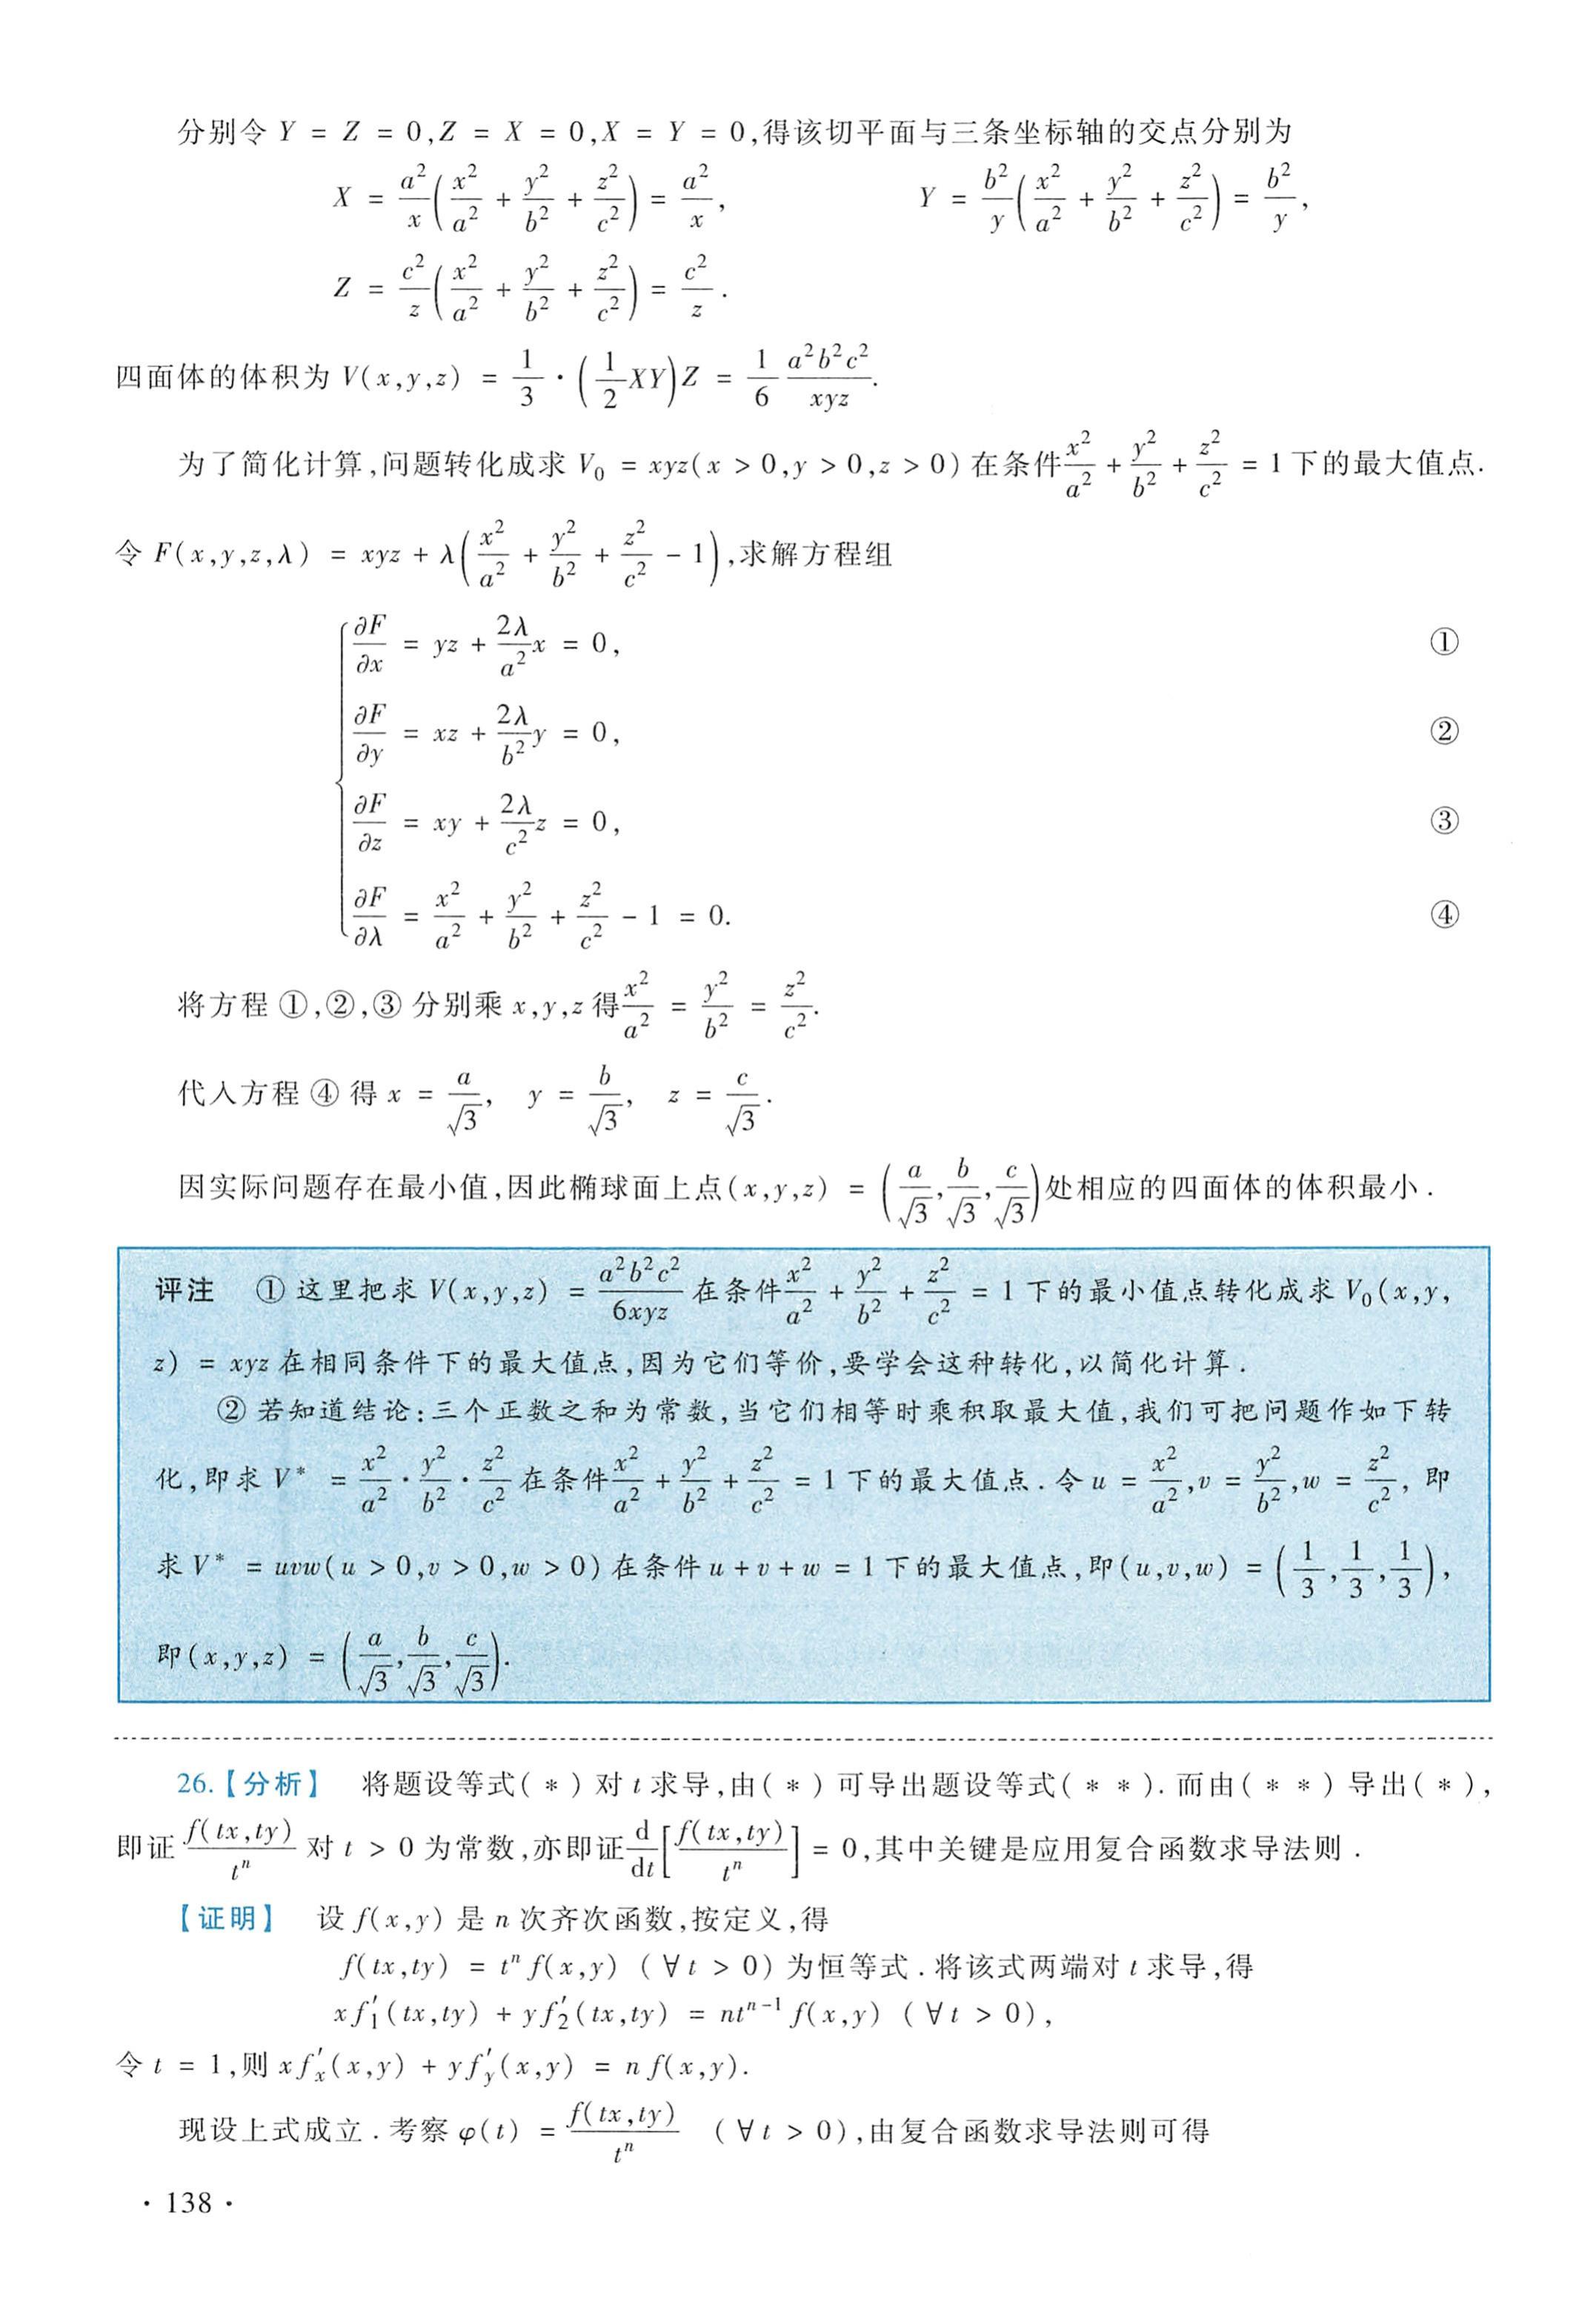 分别令 Y = Z = 0,Z = X = 0,X = Y = 0,得该切平面与三条坐标轴的交点分别为
X = \frac{a^2}{x}\left(\frac{x^2}{a^2} + \frac{y^2}{b^2} + \frac{z^2}{c^2}\right) = \frac{a^2}{x}, Y = \frac{b^2}{y}\left(\frac{x^2}{a^2} + \frac{y^2}{b^2} + \frac{z^2}{c^2}\right) = \frac{b^2}{y},
Z = \frac{c^2}{z}\left(\frac{x^2}{a^2} + \frac{y^2}{b^2} + \frac{z^2}{c^2}\right) = \frac{c^2}{z}.
四面体的体积为 V(x,y,z) = \frac{1}{3} · \left(\frac{1}{2}XY\right)Z = \frac{1}{6} \frac{a^2b^2c^2}{xyz}.
为了简化计算,问题转化成求 V_0 = xyz(x > 0,y > 0,z > 0) 在条件 \frac{x^2}{a^2} + \frac{y^2}{b^2} + \frac{z^2}{c^2} = 1 下的最大值点.
令 F(x,y,z,λ) = xyz + λ\left(\frac{x^2}{a^2} + \frac{y^2}{b^2} + \frac{z^2}{c^2} - 1\right),求解方程组
\frac{∂F}{∂x} = yz + \frac{2λ}{a^2}x = 0, ①
\frac{∂F}{∂y} = xz + \frac{2λ}{b^2}y = 0, ②
\frac{∂F}{∂z} = xy + \frac{2λ}{c^2}z = 0, ③
\frac{∂F}{∂λ} = \frac{x^2}{a^2} + \frac{y^2}{b^2} + \frac{z^2}{c^2} - 1 = 0. ④
将方程 ①,②,③ 分别乘 x,y,z 得 \frac{x^2}{a^2} = \frac{y^2}{b^2} = \frac{z^2}{c^2}.
代入方程 ④ 得 x = \frac{a}{\sqrt{3}}, y = \frac{b}{\sqrt{3}}, z = \frac{c}{\sqrt{3}}.
因实际问题存在最小值,因此椭球面上点(x,y,z) = \left(\frac{a}{\sqrt{3}},\frac{b}{\sqrt{3}},\frac{c}{\sqrt{3}}\right)处相应的四面体的体积最小.
评注 ① 这里把求 V(x,y,z) = \frac{a^2b^2c^2}{6xyz} 在条件 \frac{x^2}{a^2} + \frac{y^2}{b^2} + \frac{z^2}{c^2} = 1 下的最小值点转化成求 V_0(x,y,
z) = xyz 在相同条件下的最大值点,因为它们等价,要学会这种转化,以简化计算.
② 若知道结论:三个正数之和为常数,当它们相等时乘积取最大值,我们可把问题作如下转
化,即求 V^* = \frac{x^2}{a^2} · \frac{y^2}{b^2} · \frac{z^2}{c^2} 在条件 \frac{x^2}{a^2} + \frac{y^2}{b^2} + \frac{z^2}{c^2} = 1 下的最大值点.令 u = \frac{x^2}{a^2},v = \frac{y^2}{b^2},w = \frac{z^2}{c^2}, 即
求 V^* = uvw(u > 0,v > 0,w > 0) 在条件 u + v + w = 1 下的最大值点,即(u,v,w) = \left(\frac{1}{3},\frac{1}{3},\frac{1}{3}\right),
即(x,y,z) = \left(\frac{a}{\sqrt{3}},\frac{b}{\sqrt{3}},\frac{c}{\sqrt{3}}\right).
26.【分析】 将题设等式( * ) 对 t 求导,由( * ) 可导出题设等式( * * ). 而由( * * ) 导出( * ),
即证 \frac{f(tx,ty)}{t^n} 对 t > 0 为常数,亦即证 \frac{d}{dt}\left[\frac{f(tx,ty)}{t^n}\right] = 0,其中关键是应用复合函数求导法则.
【证明】 设 f(x,y) 是 n 次齐次函数,按定义,得
f(tx,ty) = t^n f(x,y) (∀ t > 0) 为恒等式.将该式两端对 t 求导,得
xf'_1(tx,ty) + yf'_2(tx,ty) = nt^{n-1} f(x,y) (∀ t > 0),
令 t = 1,则 xf'_x(x,y) + yf'_y(x,y) = n f(x,y).
现设上式成立.考察 φ(t) = \frac{f(tx,ty)}{t^n} (∀ t > 0),由复合函数求导法则可得
· 138 ·